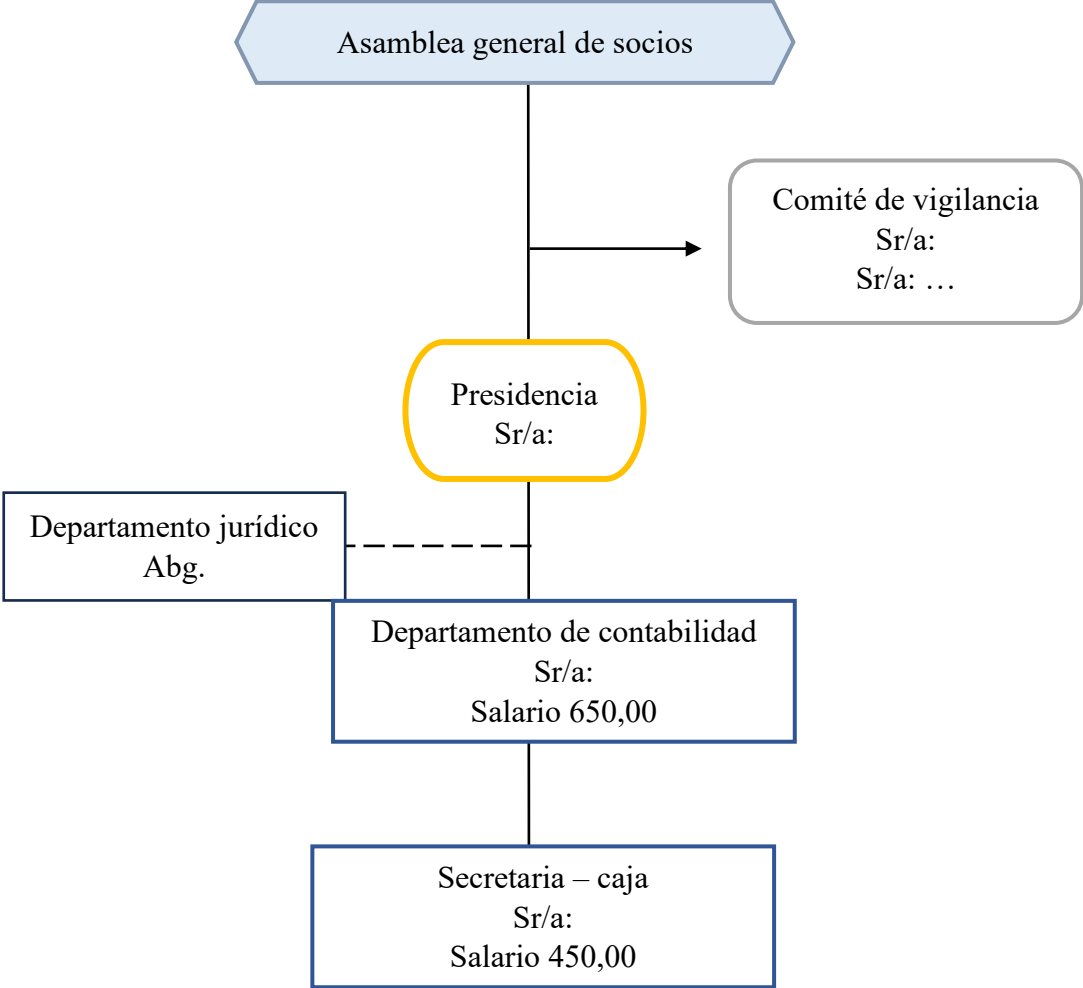 Asamblea general de socios
Comité de vigilancia
Sr/a:
Sr/a: …
Presidencia
Sr/a:
Departamento jurídico
Abg.
Departamento de contabilidad
Sr/a:
Salario 650,00
Secretaria – caja
Sr/a:
Salario 450,00